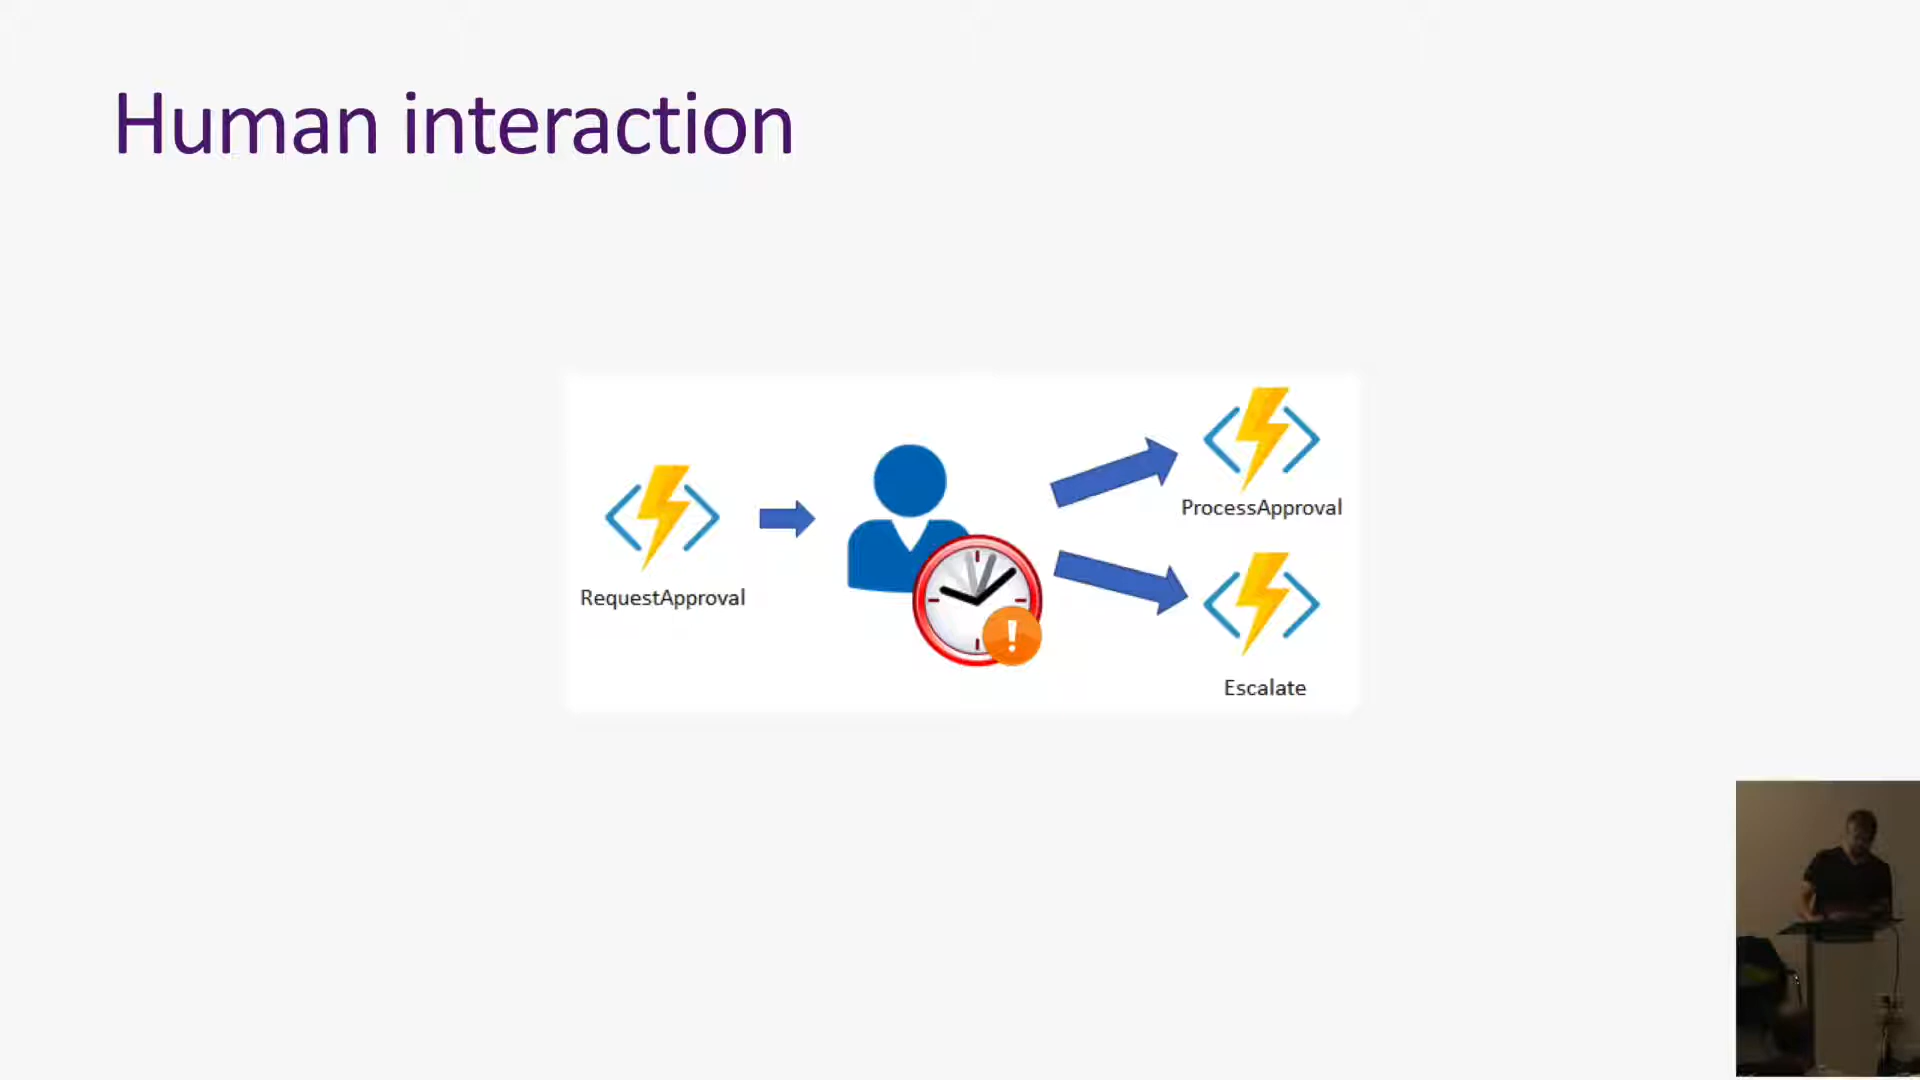 Human interaction
RequestApproval
ProcessApproval
Escalate